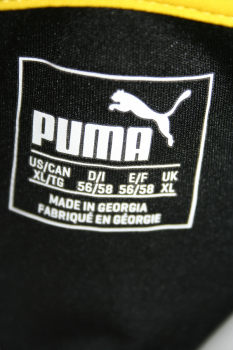 PUMA
US/CAN D/I E/F UK
XL/TG 56/58 56/58 XL
MADE IN GEORGIA
FABRIQUÉ EN GÉORGIE